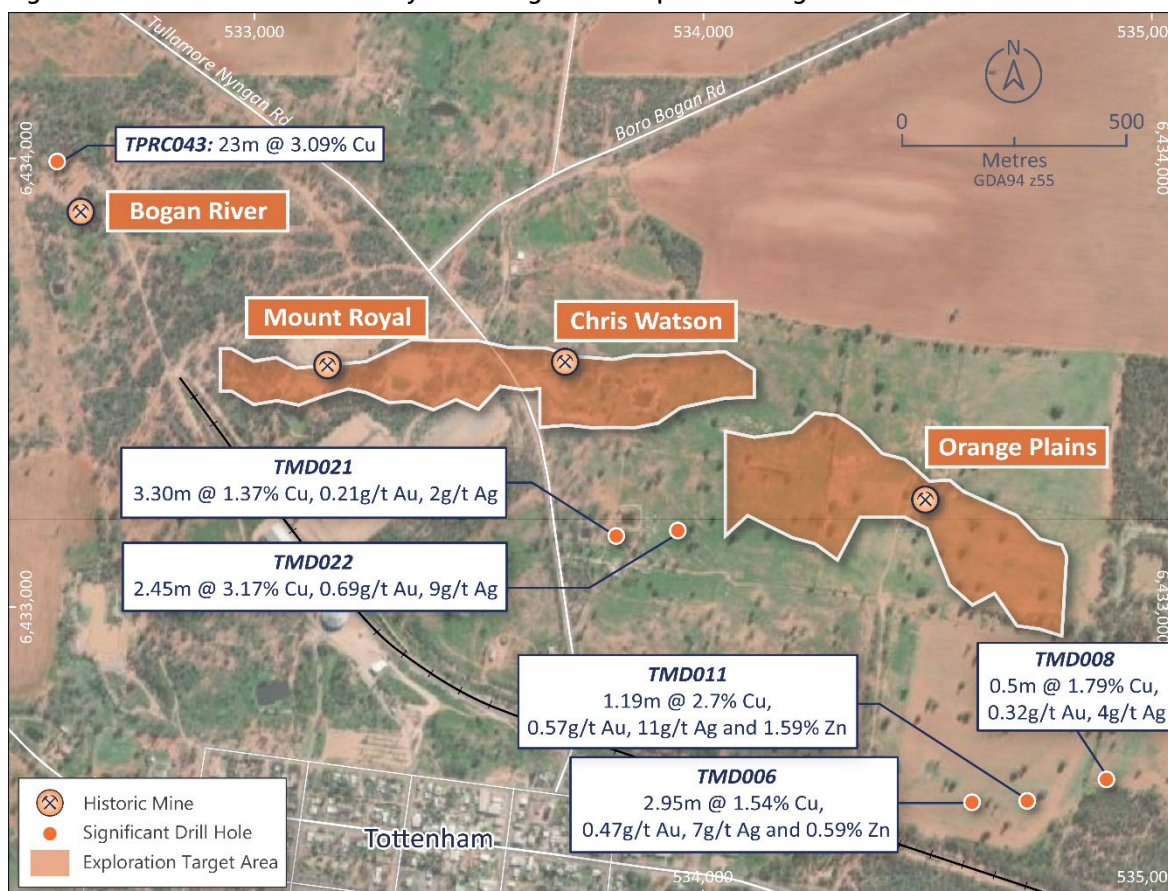 533,000
534,000
535,000
Tullamore Nyngan Rd
Boro Bogan Rd
N
0
500
Metres
GDA94 z55
6,434,000
6,434,000
TPRC043: 23m @ 3.09% Cu
Bogan River
Mount Royal
Chris Watson
Orange Plains
TMD021
3.30m @ 1.37% Cu, 0.21g/t Au, 2g/t Ag
TMD022
2.45m @ 3.17% Cu, 0.69g/t Au, 9g/t Ag
6,433,000
6,433,000
TMD011
1.19m @ 2.7% Cu,
0.57g/t Au, 11g/t Ag and 1.59% Zn
TMD008
0.5m @ 1.79% Cu,
0.32g/t Au, 4g/t Ag
TMD006
2.95m @ 1.54% Cu,
0.47g/t Au, 7g/t Ag and 0.59% Zn
Historic Mine
Significant Drill Hole
Exploration Target Area
Tottenham
534,000
535,000